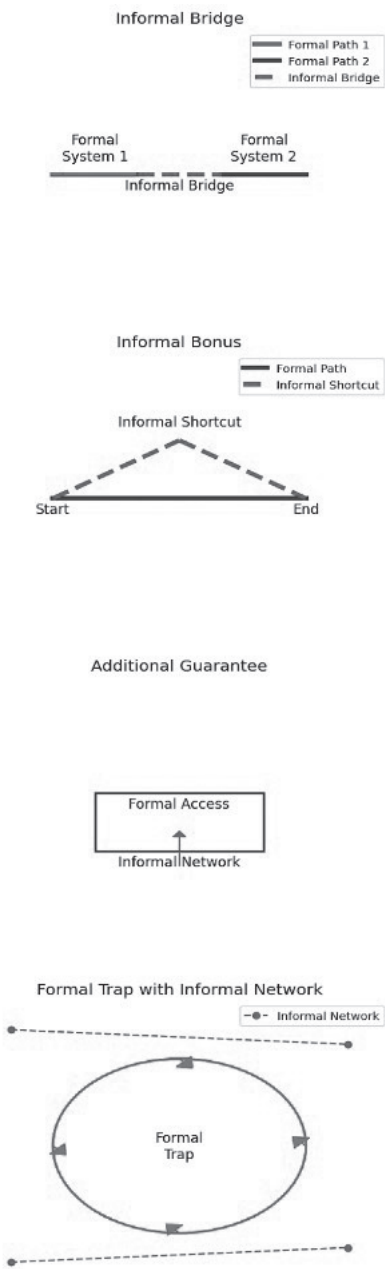 Informal Bridge
Formal Path 1
Formal Path 2
Informal Bridge
Formal
System 1
Formal
System 2
Informal Bridge
Informal Bonus
Formal Path
Informal Shortcut
Informal Shortcut
Start
End
Additional Guarantee
Formal Access
Informal Network
Formal Trap with Informal Network
Informal Network
Formal
Trap